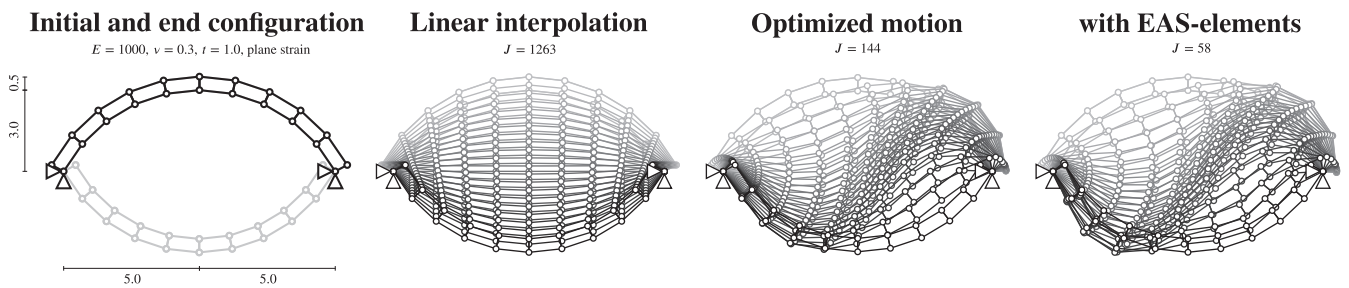 Initial and end configuration
E = 1000, ν = 0.3, t = 1.0, plane strain
0.5
3.0
5.0 5.0
Linear interpolation
J = 1263
Optimized motion
J = 144
with EAS-elements
J = 58